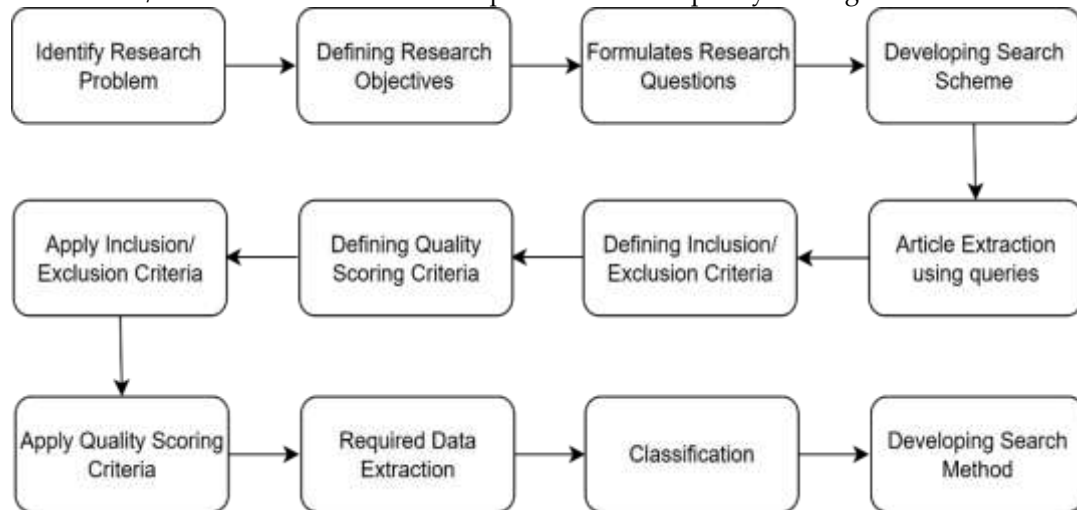 Identify Research
Problem
Defining Research
Objectives
Formulates Research
Questions
Developing Search
Scheme
Apply Inclusion/
Exclusion Criteria
Defining Quality
Scoring Criteria
Defining Inclusion/
Exclusion Criteria
Article Extraction
using queries
Apply Quality Scoring
Criteria
Required Data
Extraction
Classification
Developing Search
Method